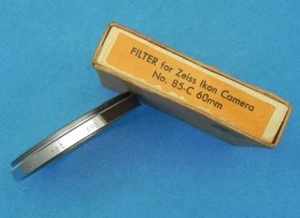 FILTER for Zeiss Ikon Camera
No. 85-C 60mm